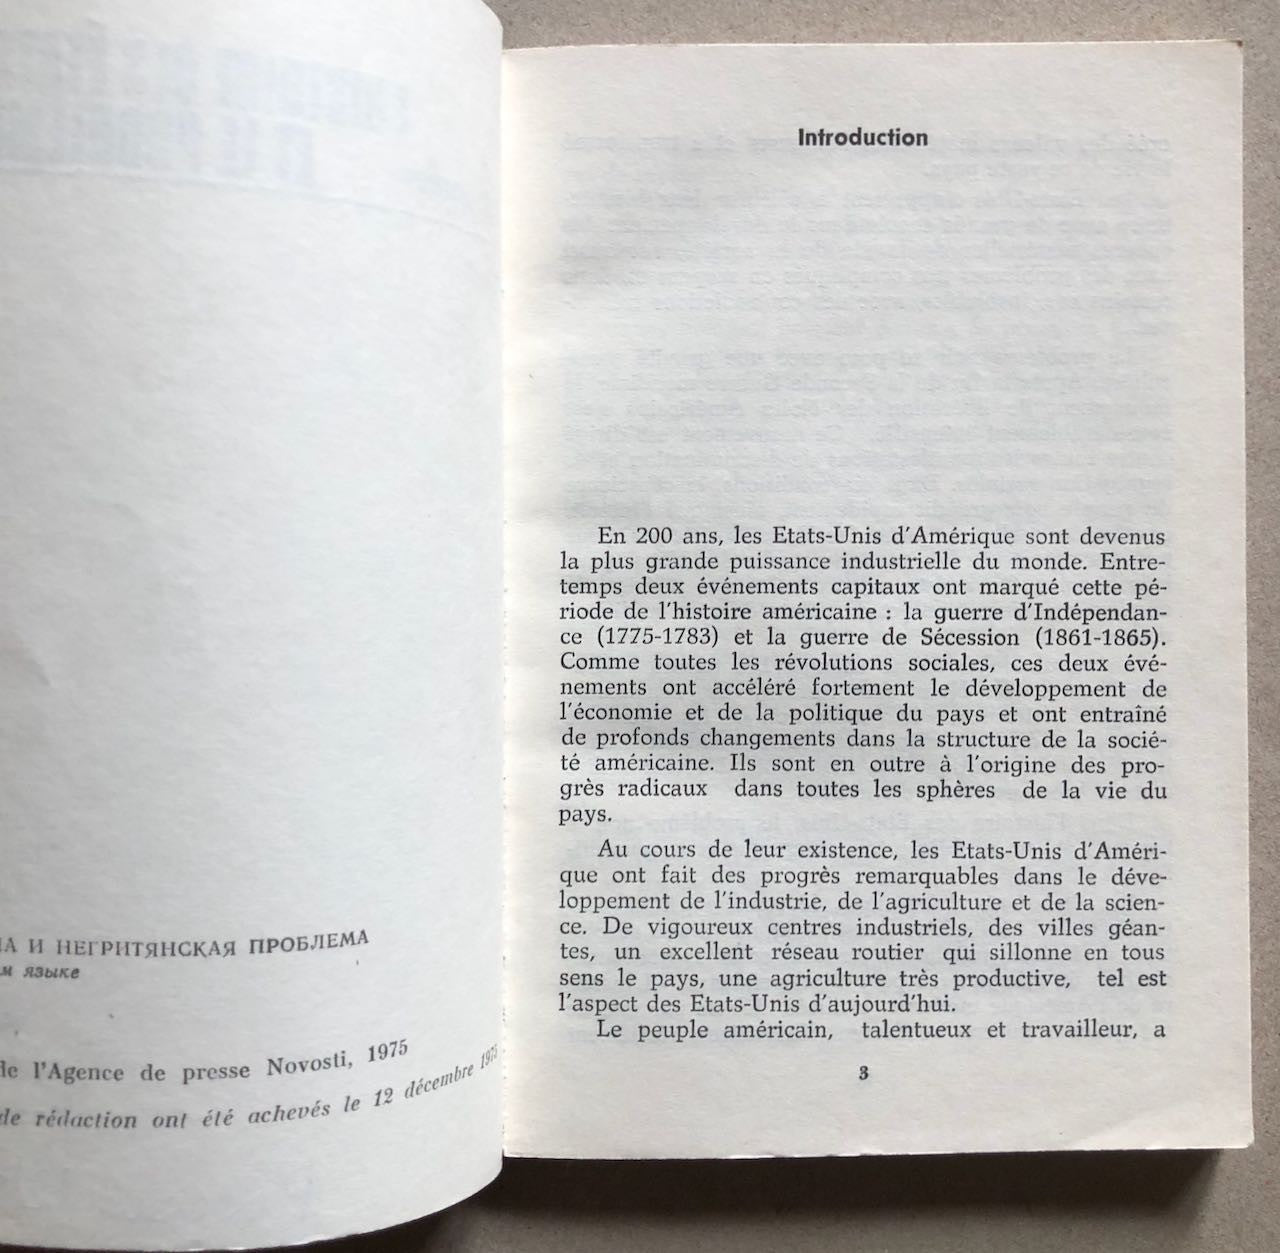 И НЕГРИТЯНСКАЯ ПРОБЛЕМА
языке
de l'Agence de presse Novosti, 1975
de rédaction ont été achevés le 12 décembre 1975
Introduction
En 200 ans, les Etats-Unis d'Amérique sont devenus
la plus grande puissance industrielle du monde. Entre-
temps deux événements capitaux ont marqué cette pé-
riode de l'histoire américaine : la guerre d'Indépendan-
ce (1775-1783) et la guerre de Sécession (1861-1865).
Comme toutes les révolutions sociales, ces deux évé-
nements ont accéléré fortement le développement de
l'économie et de la politique du pays et ont entraîné
de profonds changements dans la structure de la socié-
té américaine. Ils sont en outre à l'origine des pro-
grès radicaux dans toutes les sphères de la vie du
pays.
Au cours de leur existence, les Etats-Unis d'Améri-
que ont fait des progrès remarquables dans le déve-
loppement de l'industrie, de l'agriculture et de la scien-
ce. De vigoureux centres industriels, des villes géan-
tes, un excellent réseau routier qui sillonne en tous
sens le pays, une agriculture très productive, tel est
l'aspect des Etats-Unis d'aujourd'hui.
Le peuple américain, talentueux et travailleur, a
3